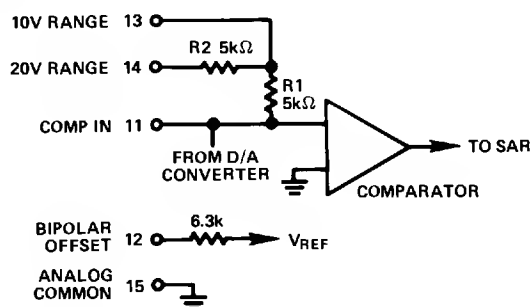 10V RANGE 13
R2 5kΩ
20V RANGE 14
R1
5kΩ
COMP IN 11
FROM D/A
CONVERTER
TO SAR
COMPARATOR
6.3k
BIPOLAR
OFFSET 12
VREF
ANALOG
COMMON 15